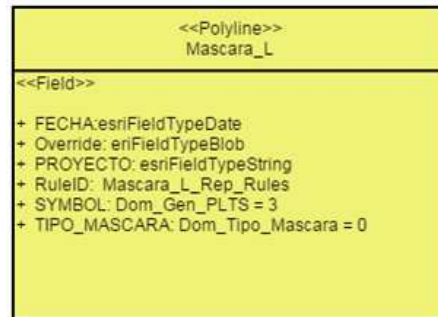 <<Polyline>>
Mascara_L
<<Field>>
+ FECHA:esriFieldTypeDate
+ Override: eriFieldTypeBlob
+ PROYECTO: esriFieldTypeString
+ RuleID: Mascara_L_Rep_Rules
+ SYMBOL: Dom_Gen_PLTS = 3
+ TIPO_MASCARA: Dom_Tipo_Mascara = 0